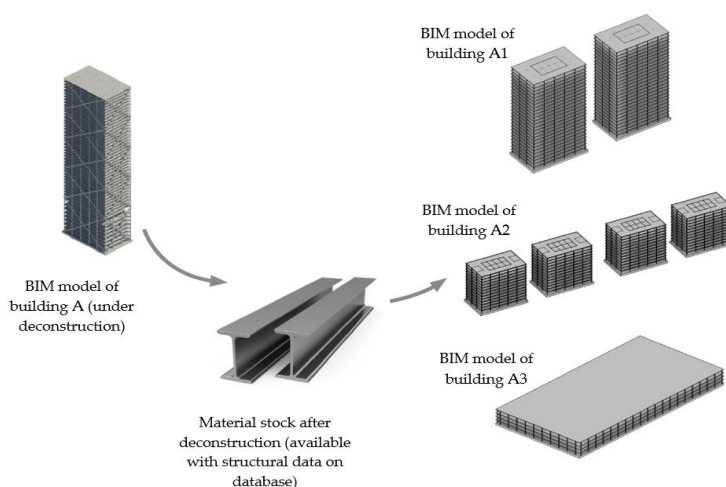 BIM model of
building A1
BIM model of
building A2
BIM model of
building A (under
deconstruction)
BIM model of
building A3
Material stock after
deconstruction (available
with structural data on
database)